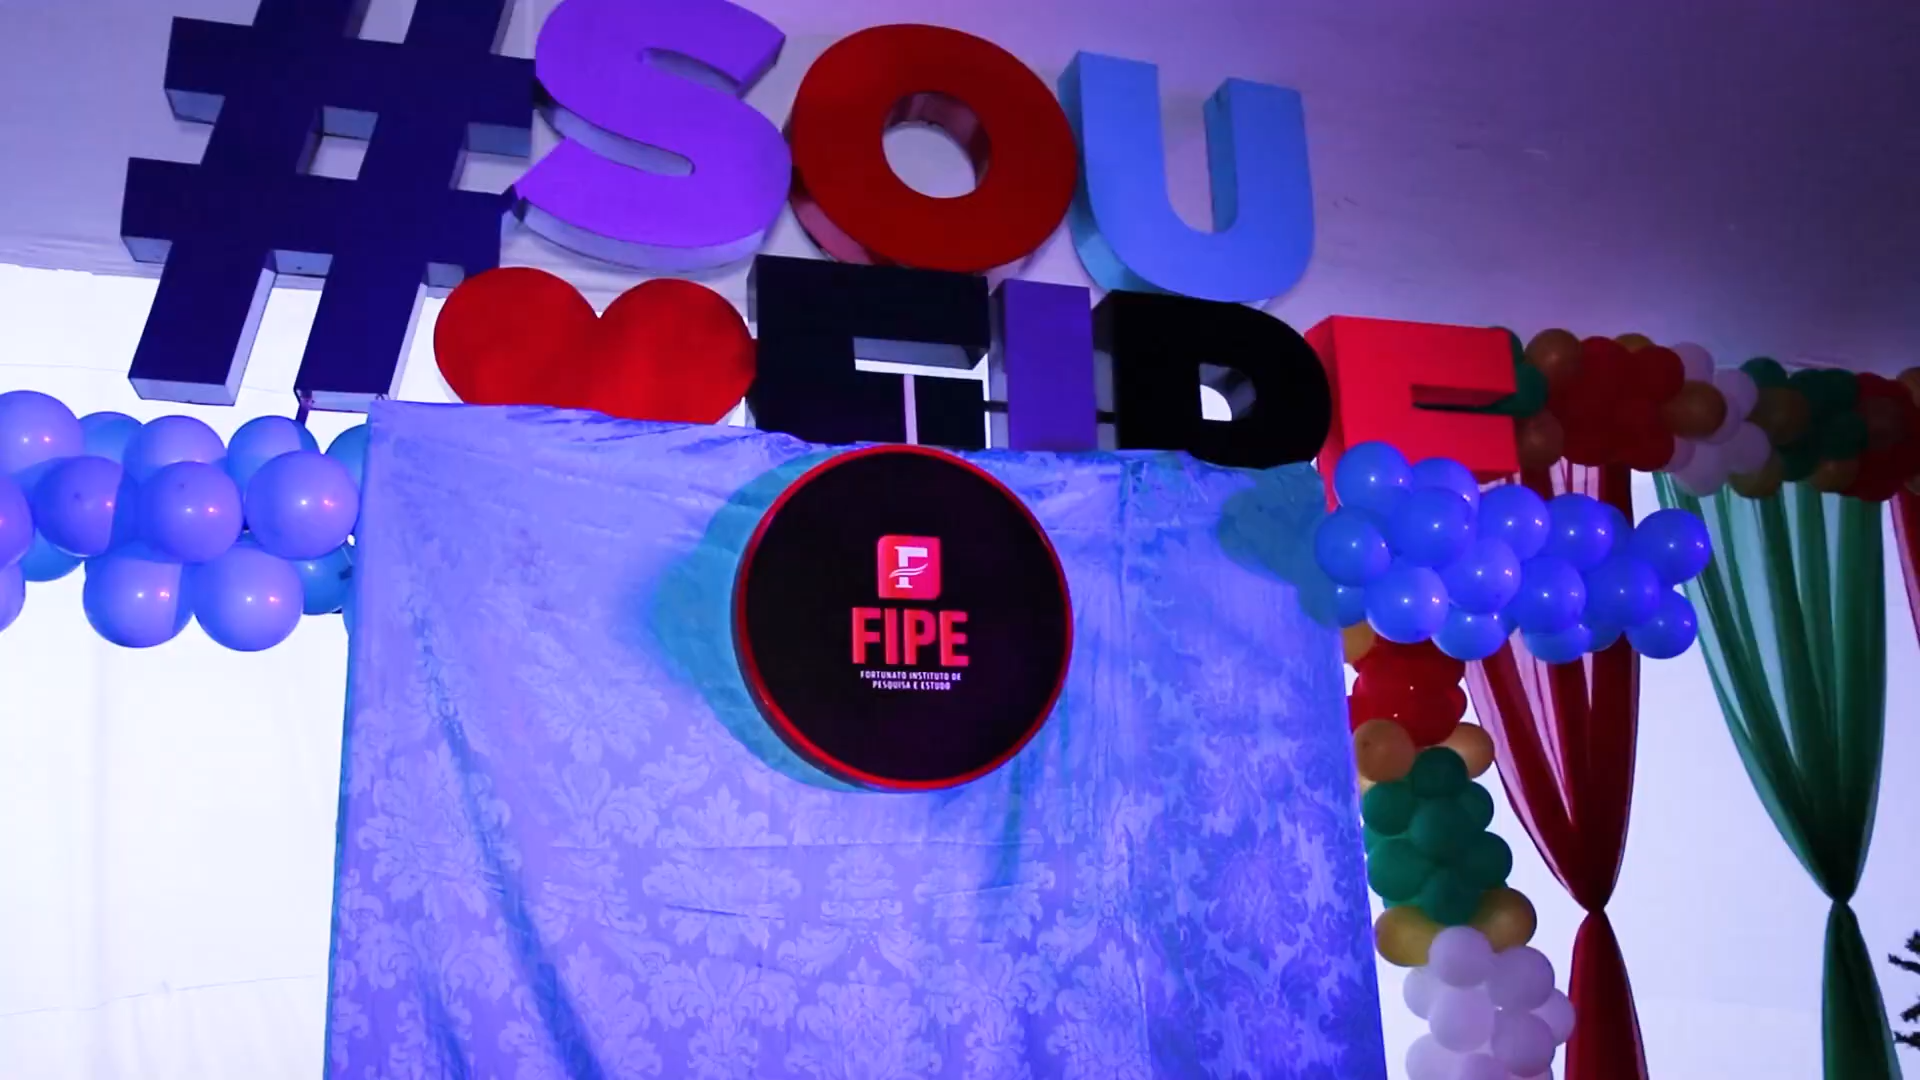 #SOU
FIPE
F
FIPE
FORTUNATO INSTITUTO DE
PESQUISA E ESTUDO